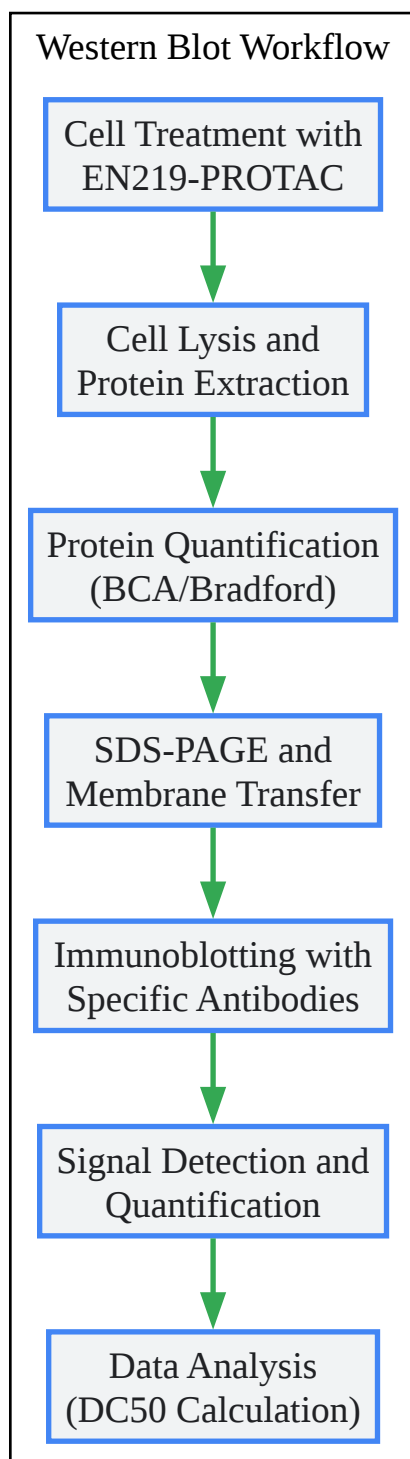 Western Blot Workflow
Cell Treatment with
EN219-PROTAC
Cell Lysis and
Protein Extraction
Protein Quantification
(BCA/Bradford)
SDS-PAGE and
Membrane Transfer
Immunoblotting with
Specific Antibodies
Signal Detection and
Quantification
Data Analysis
(DC50 Calculation)